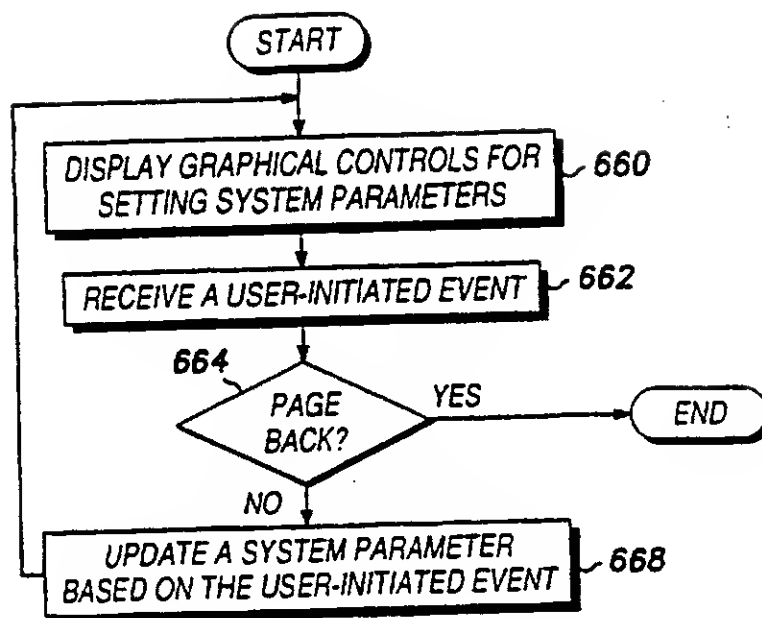 START
DISPLAY GRAPHICAL CONTROLS FOR
SETTING SYSTEM PARAMETERS
660
RECEIVE A USER-INITIATED EVENT
662
664
PAGE
BACK?
YES
END
NO
UPDATE A SYSTEM PARAMETER
BASED ON THE USER-INITIATED EVENT
668